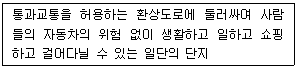 통과교통을 허용하는 환상도로에 둘러싸여 사람
들의 자동차의 위험 없이 생활하고 일하고 쇼핑
하고 걸어다닐 수 있는 일단의 단지